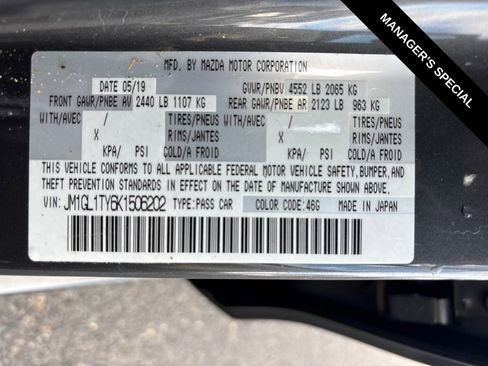 MANAGER'S SPECIAL
MFD. BY MAZDA MOTOR CORPORATION
DATE 05/19 GVWR/PNBV 4552 LB 2065 KG
FRONT GAWR/PNBE AV 2440 LB 1107 KG REAR GAWR/PNBE AR 2123 LB 963 KG
WITH/AVEC / TIRES/PNEUS WITH/AVEC / TIRES/PNEUS
X RIMS/JANTES X RIMS/JANTES
KPA/ PSI COLD/A FROID KPA/ PSI COLD/A FROID
THIS VEHICLE CONFORMS TO ALL APPLICABLE FEDERAL MOTOR VEHICLE SAFETY, BUMPER, AND
THEFT PREVENTION STANDARDS IN EFFECT ON THE DATE OF MANUFACTURE SHOWN ABOVE.
VIN: JM1GL1TY6K1506202 TYPE:PASS CAR COLOR CODE:46G MADE IN JAPAN